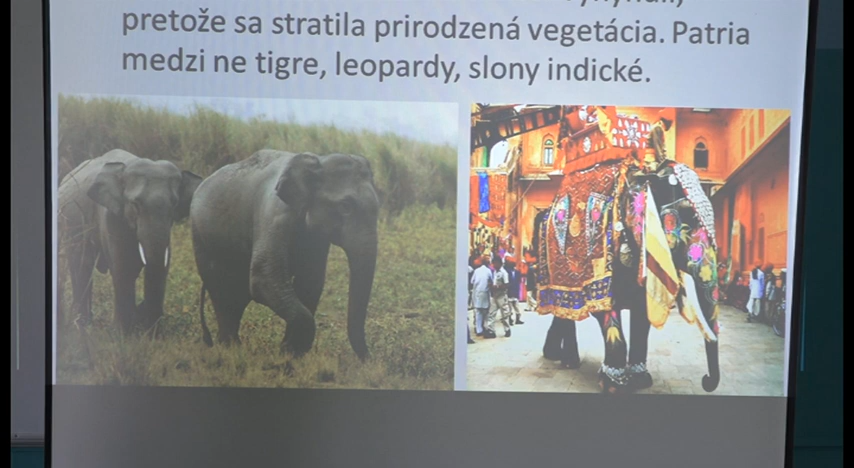 pretože sa stratila prirodzená vegetácia. Patria
medzi ne tigre, leopardy, slony indické.